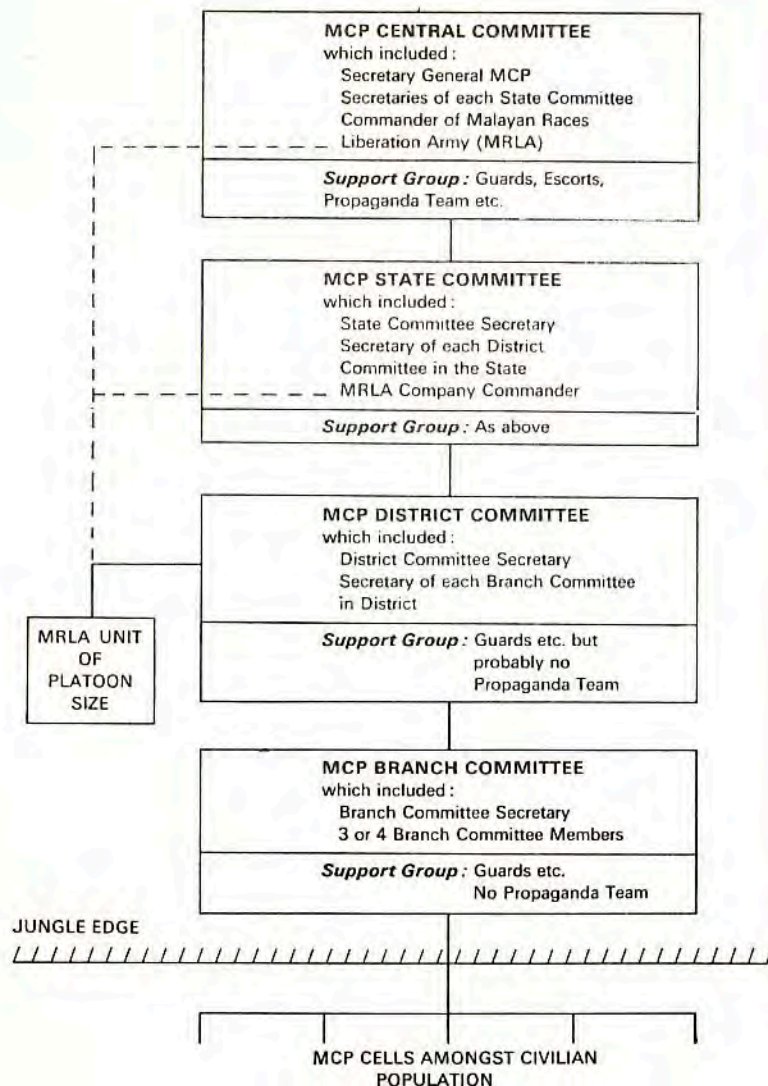 MCP CENTRAL COMMITTEE
which included :
Secretary General MCP
Secretaries of each State Committee
Commander of Malayan Races
Liberation Army (MRLA)
Support Group : Guards, Escorts,
Propaganda Team etc.
MCP STATE COMMITTEE
which included :
State Committee Secretary
Secretary of each District
Committee in the State
MRLA Company Commander
Support Group : As above
MCP DISTRICT COMMITTEE
which included :
District Committee Secretary
Secretary of each Branch Committee
in District
Support Group : Guards etc. but
probably no
Propaganda Team
MRLA UNIT
OF
PLATOON
SIZE
MCP BRANCH COMMITTEE
which included :
Branch Committee Secretary
3 or 4 Branch Committee Members
Support Group : Guards etc.
No Propaganda Team
JUNGLE EDGE
MCP CELLS AMONGST CIVILIAN
POPULATION